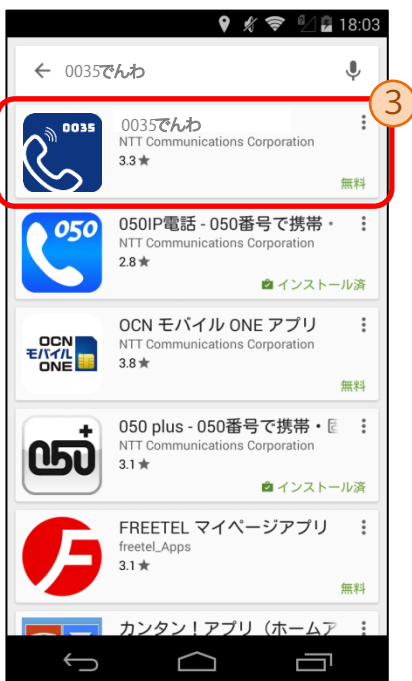 18:03
0035でんわ
3
0035
0035でんわ
NTT Communications Corporation
3.3★
無料
050
050IP電話 - 050番号で携帯・
NTT Communications Corporation
2.8★
インストール済
OCN
モバイル
ONE
OCN モバイル ONE アプリ
NTT Communications Corporation
3.8★
無料
050+
050 plus - 050番号で携帯・
NTT Communications Corporation
3.1★
インストール済
FREETEL マイページアプリ
freetel_Apps
3.1★
無料
カンタン！アプリ（ホームア